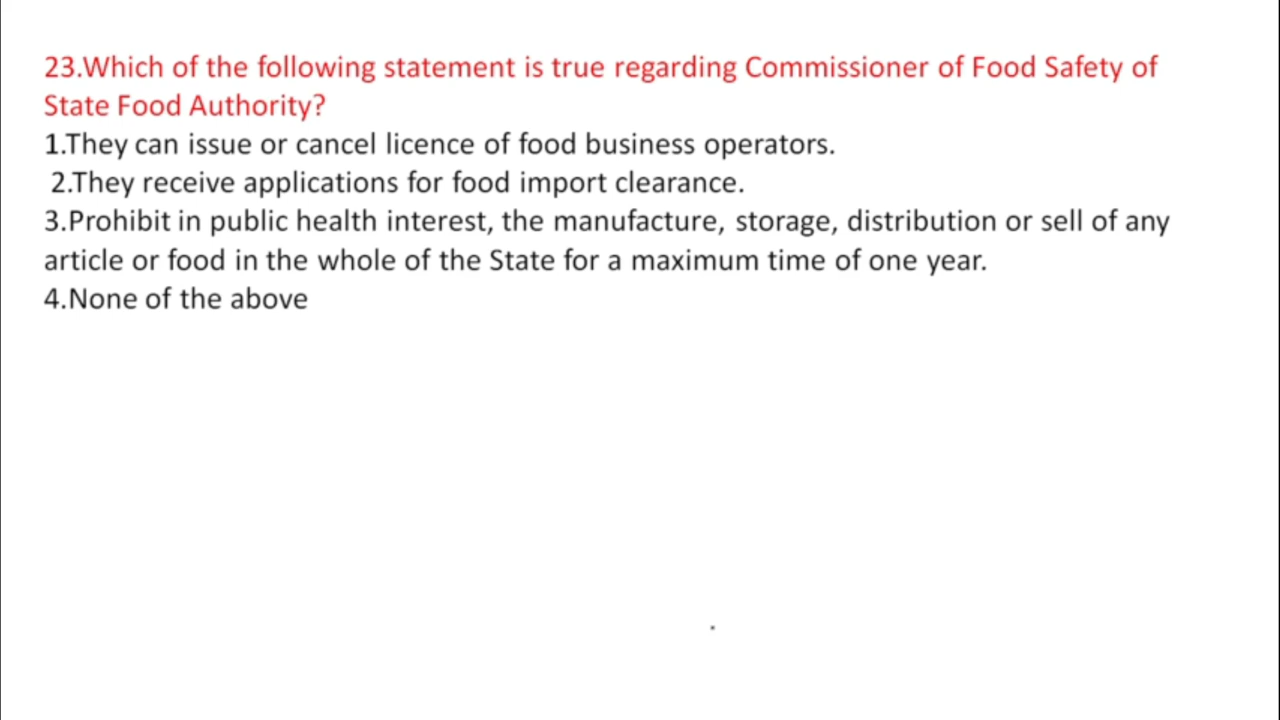 23.Which of the following statement is true regarding Commissioner of Food Safety of
State Food Authority?
1.They can issue or cancel licence of food business operators.
2.They receive applications for food import clearance.
3.Prohibit in public health interest, the manufacture, storage, distribution or sell of any
article or food in the whole of the State for a maximum time of one year.
4.None of the above